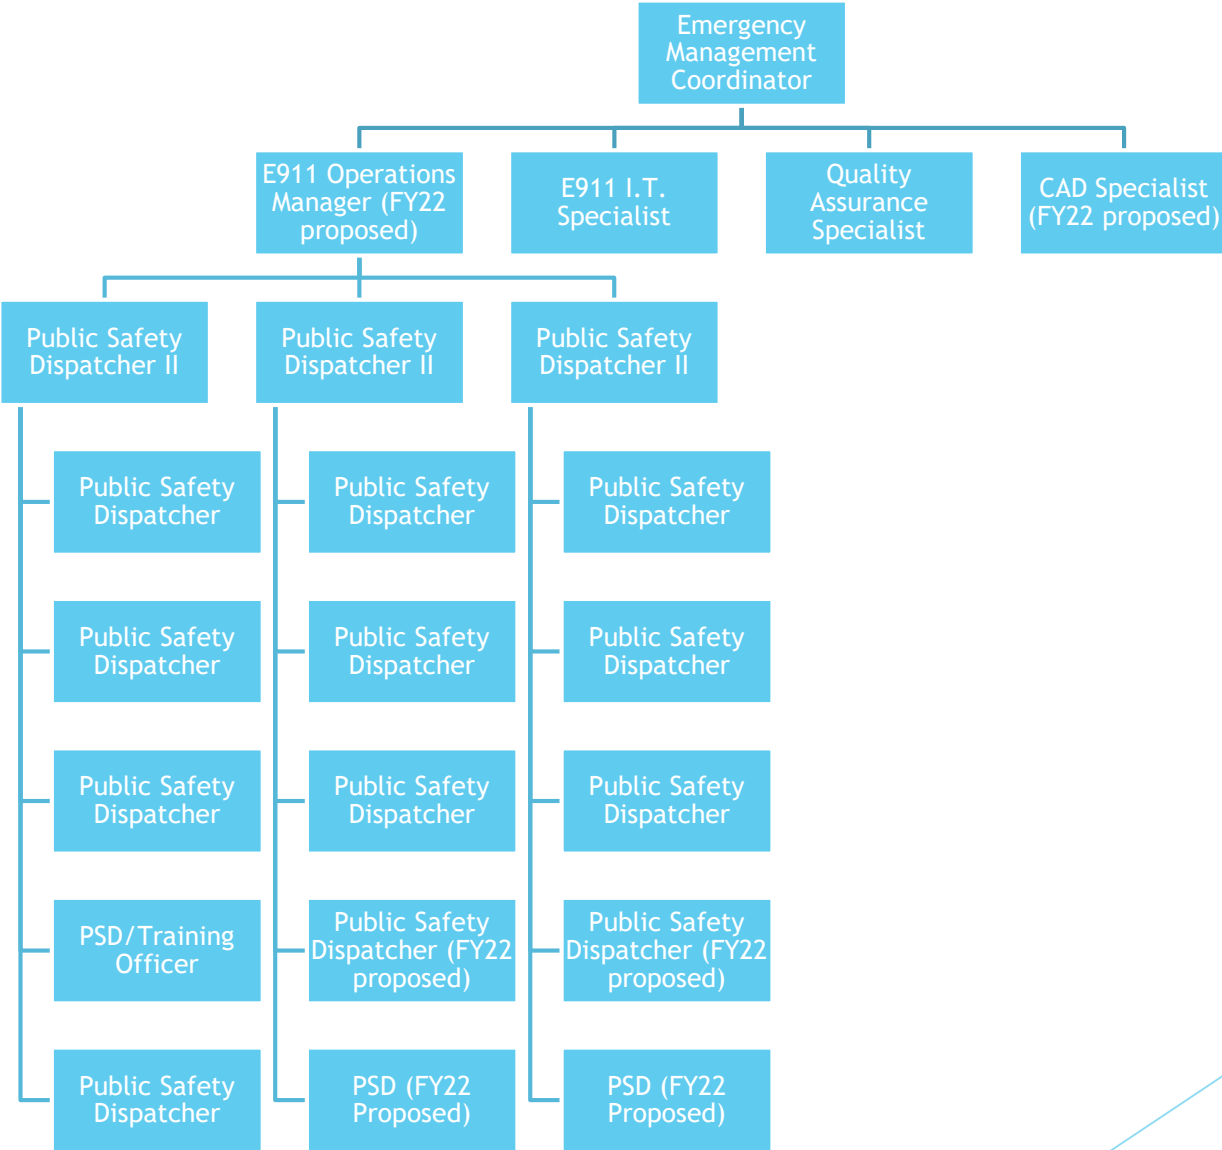 Emergency
Management
Coordinator
E911 Operations
Manager (FY22
proposed)
E911 I.T.
Specialist
Quality
Assurance
Specialist
CAD Specialist
(FY22 proposed)
Public Safety
Dispatcher II
Public Safety
Dispatcher II
Public Safety
Dispatcher II
Public Safety
Dispatcher
Public Safety
Dispatcher
Public Safety
Dispatcher
Public Safety
Dispatcher
Public Safety
Dispatcher
Public Safety
Dispatcher
Public Safety
Dispatcher
Public Safety
Dispatcher
Public Safety
Dispatcher
PSD/Training
Officer
Public Safety
Dispatcher (FY22
proposed)
Public Safety
Dispatcher (FY22
proposed)
Public Safety
Dispatcher
PSD (FY22
Proposed)
PSD (FY22
Proposed)